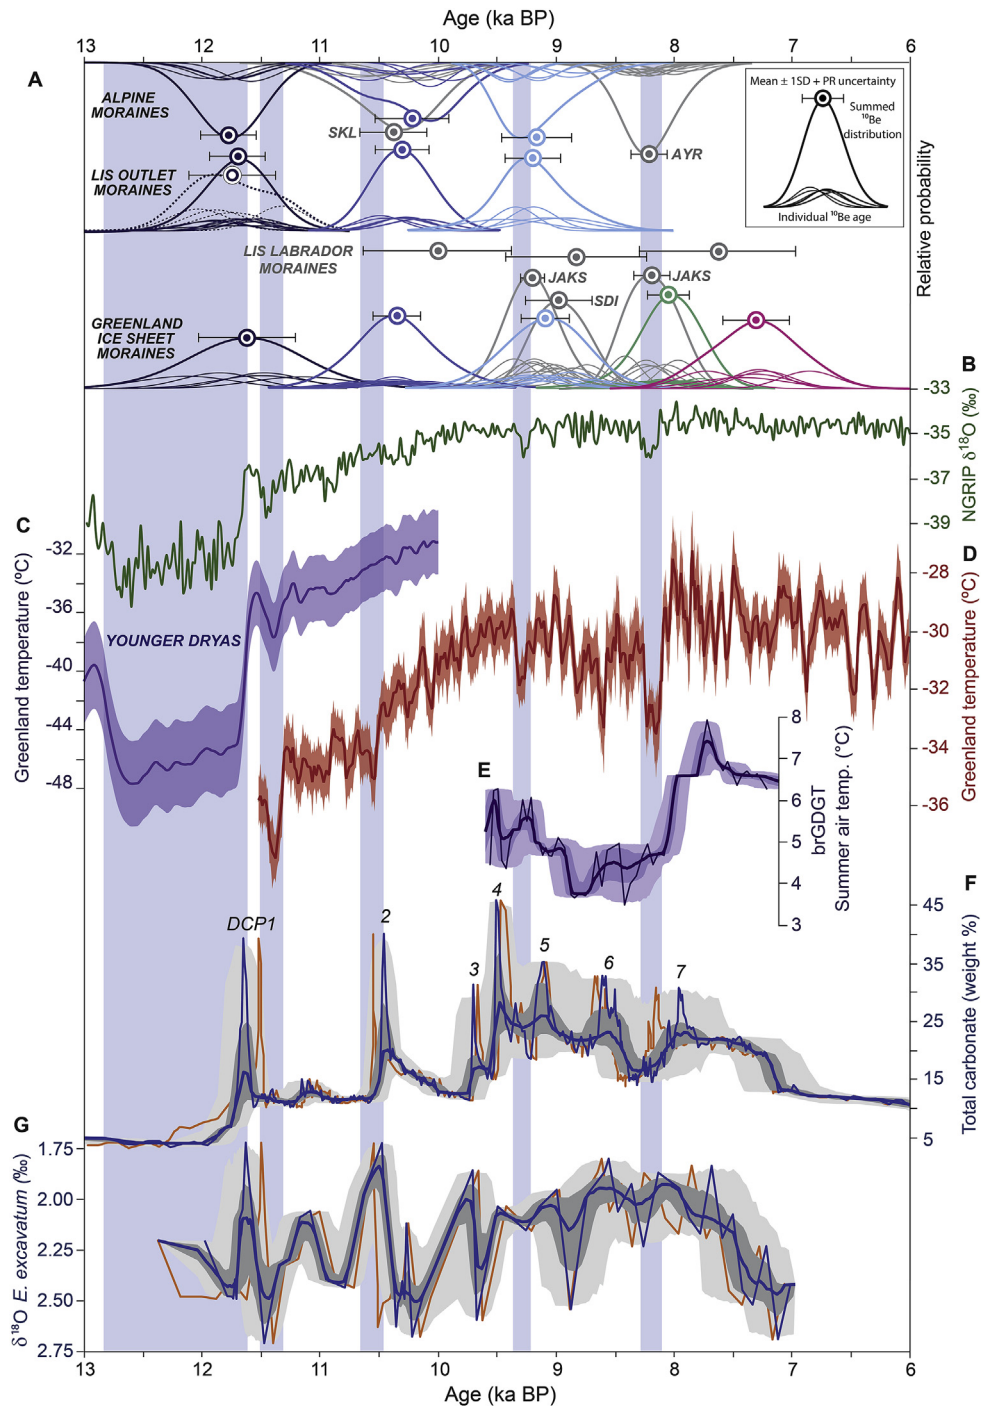 Age (ka BP)
13 12 11 10 9 8 7 6
A
ALPINE
MORAINES
SKL
AYR
LIS OUTLET
MORAINES
Mean ± 1SD + PR uncertainty
Summed
¹⁰Be
distribution
Individual ¹⁰Be age
Relative probability
LIS LABRADOR
MORAINES
JAKS
JAKS
SDI
GREENLAND
ICE SHEET
MORAINES
B
-33
-35
-37
-39
NGRIP δ¹⁸O (‰)
C
-32
-36
-40
-44
-48
Greenland temperature (ºC)
YOUNGER DRYAS
D
-28
-30
-32
-34
-36
Greenland temperature (ºC)
E
8
7
6
5
4
3
brGDGT
Summer air temp. (°C)
F
DCP1
2
3
4
5
6
7
45
35
25
15
5
Total carbonate (weight %)
G
1.75
2.00
2.25
2.50
2.75
δ¹⁸O E. excavatum (‰)
13 12 11 10 9 8 7 6
Age (ka BP)